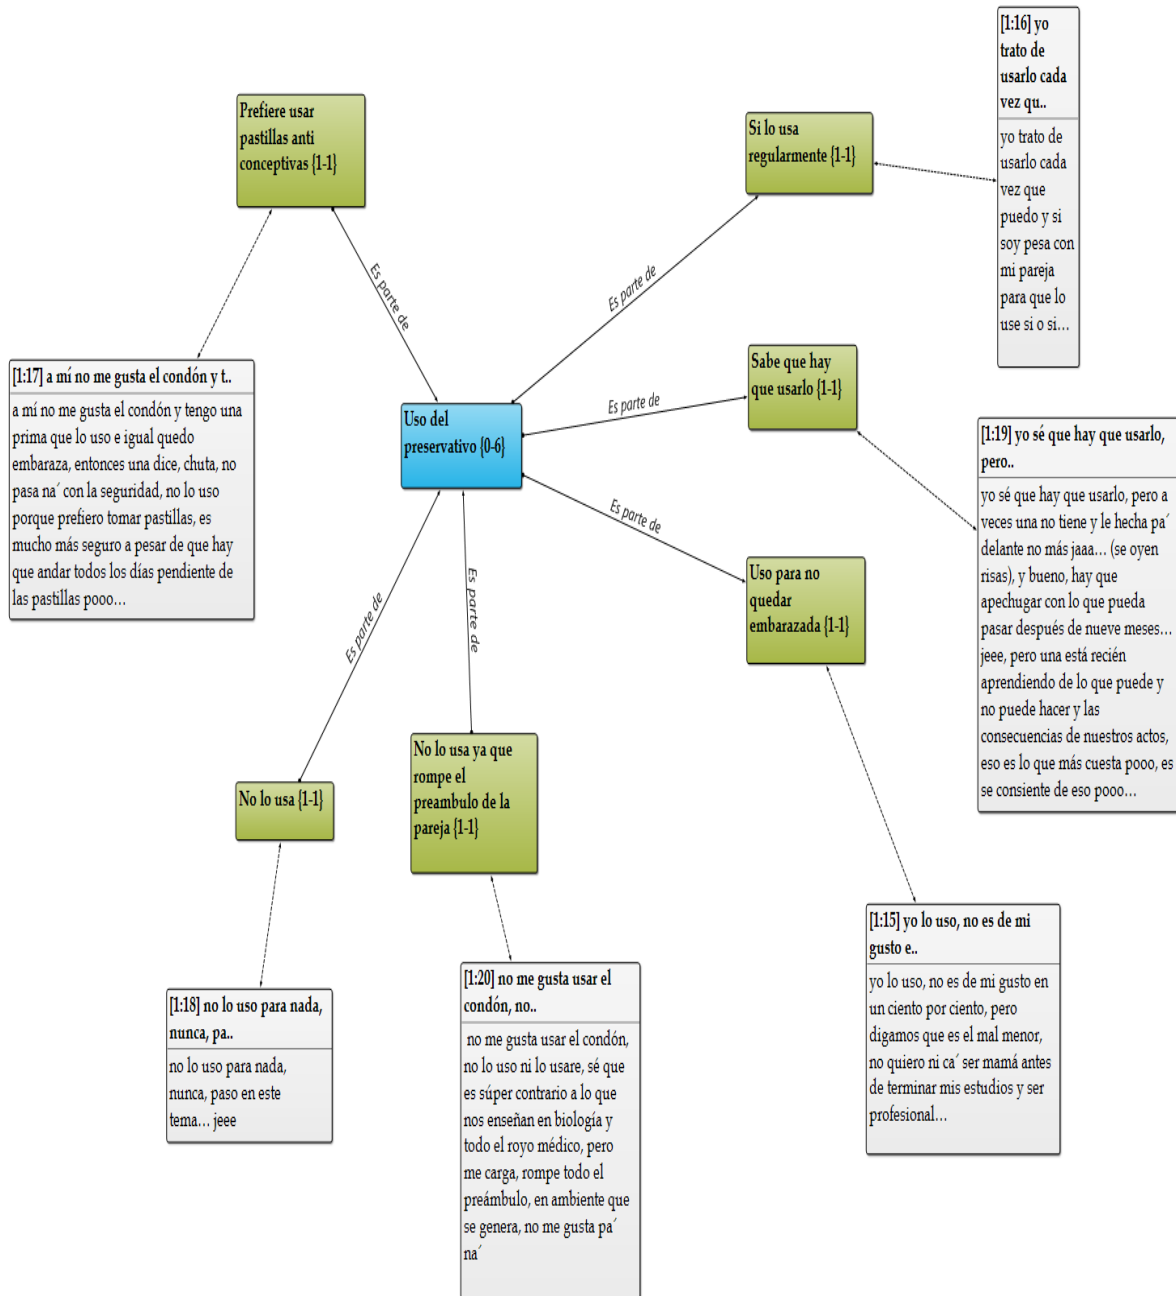 [1:16] yo
trato de
usarlo cada
vez qu..
yo trato de
usarlo cada
vez que
puedo y si
soy pesa con
mi pareja
para que lo
use si o si...
Prefiere usar
pastillas anti
conceptivas {1-1}
Si lo usa
regularmente {1-1}
Es parte de
Es parte de
[1:17] a mí no me gusta el condón y t..
a mí no me gusta el condón y tengo una
prima que lo uso e igual quedo
embaraza, entonces una dice, chuta, no
pasa na´ con la seguridad, no lo uso
porque prefiero tomar pastillas, es
mucho más seguro a pesar de que hay
que andar todos los días pendiente de
las pastillas pooo...
Uso del
preservativo {0-6}
Es parte de
Sabe que hay
que usarlo {1-1}
[1:19] yo sé que hay que usarlo,
pero..
yo sé que hay que usarlo, pero a
veces una no tiene y le hecha pa´
delante no más jaaa... (se oyen
risas), y bueno, hay que
apechugar con lo que pueda
pasar después de nueve meses...
jeee, pero una está recién
aprendiendo de lo que puede y
no puede hacer y las
consecuencias de nuestros actos,
eso es lo que más cuesta pooo, es
se consiente de eso pooo...
Es parte de
Uso para no
quedar
embarazada {1-1}
Es parte de
Es parte de
No lo usa {1-1}
No lo usa ya que
rompe el
preambulo de la
pareja {1-1}
[1:15] yo lo uso, no es de mi
gusto e..
yo lo uso, no es de mi gusto en
un ciento por ciento, pero
digamos que es el mal menor,
no quiero ni ca´ ser mamá antes
de terminar mis estudios y ser
profesional...
[1:18] no lo uso para nada,
nunca, pa..
no lo uso para nada,
nunca, paso en este
tema... jeee
[1:20] no me gusta usar el
condón, no..
no me gusta usar el condón,
no lo uso ni lo usare, sé que
es súper contrario a lo que
nos enseñan en biología y
todo el royo médico, pero
me carga, rompe todo el
preámbulo, en ambiente que
se genera, no me gusta pa´
na´